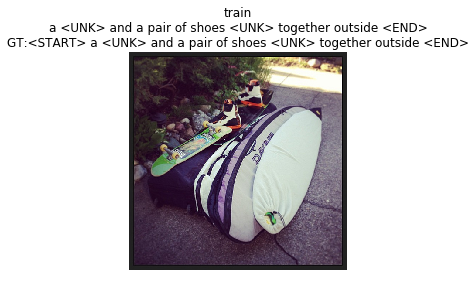 train
a <UNK> and a pair of shoes <UNK> together outside <END>
GT:<START> a <UNK> and a pair of shoes <UNK> together outside <END>